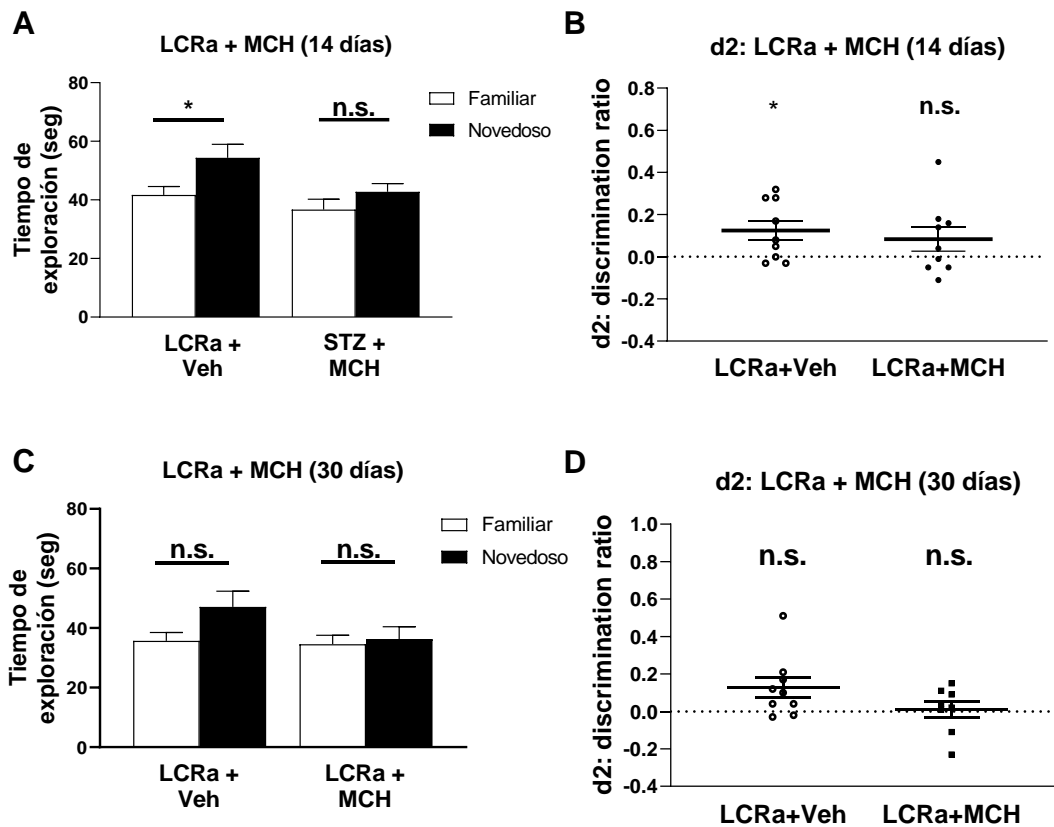 A
LCRa + MCH (14 días)
Tiempo de
exploración (seg)
80
60
40
20
0
*
n.s.
Familiar
Novedoso
LCRa +
Veh
STZ +
MCH
B
d2: LCRa + MCH (14 días)
d2: discrimination ratio
0.8
0.6
0.4
0.2
0.0
-0.2
-0.4
*
n.s.
LCRa+Veh
LCRa+MCH
C
LCRa + MCH (30 días)
Tiempo de
exploración (seg)
80
60
40
20
0
n.s.
n.s.
Familiar
Novedoso
LCRa +
Veh
LCRa +
MCH
D
d2: LCRa + MCH (30 días)
d2: discrimination ratio
1.0
0.8
0.6
0.4
0.2
0.0
-0.2
-0.4
n.s.
n.s.
LCRa+Veh
LCRa+MCH